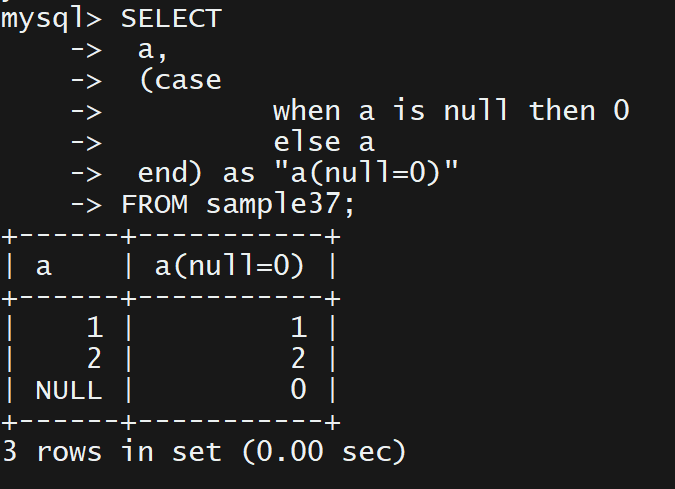 mysql> SELECT
    ->  a,
    ->  (case
    ->          when a is null then 0
    ->          else a
    ->  end) as "a(null=0)"
    -> FROM sample37;
+------+-----------+
| a    | a(null=0) |
+------+-----------+
|    1 |         1 |
|    2 |         2 |
| NULL |         0 |
+------+-----------+
3 rows in set (0.00 sec)